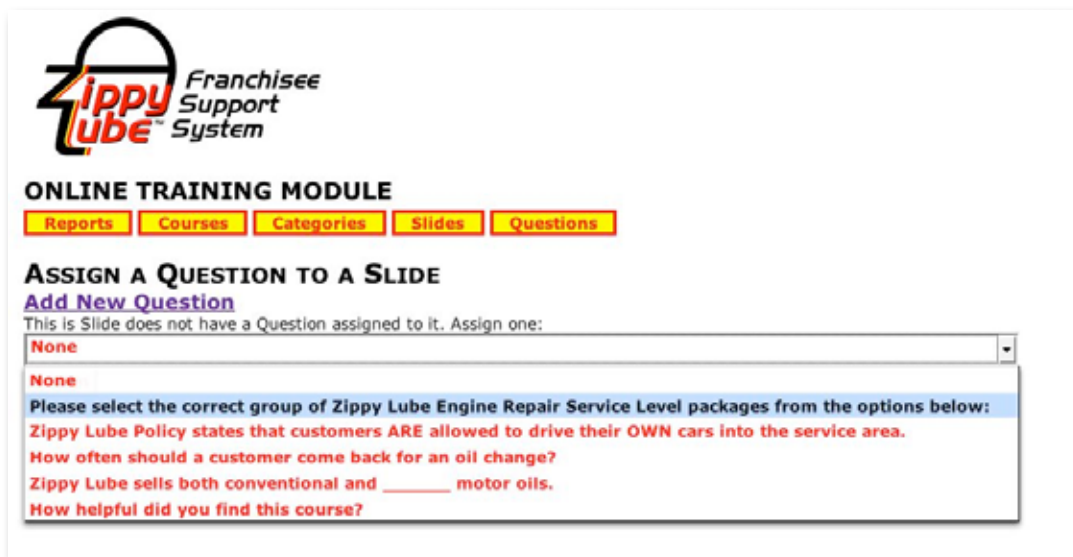 Zippy Franchisee
Lube™ Support
System
ONLINE TRAINING MODULE
Reports Courses Categories Slides Questions
ASSIGN A QUESTION TO A SLIDE
Add New Question
This is Slide does not have a Question assigned to it. Assign one:
None
None
Please select the correct group of Zippy Lube Engine Repair Service Level packages from the options below:
Zippy Lube Policy states that customers ARE allowed to drive their OWN cars into the service area.
How often should a customer come back for an oil change?
Zippy Lube sells both conventional and ______ motor oils.
How helpful did you find this course?